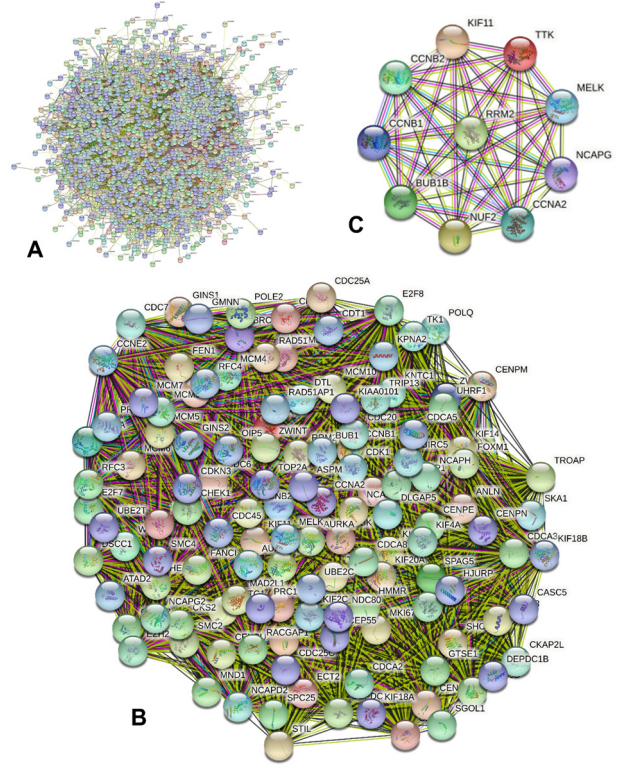 A
KIF11
TTK
CCNB2
MELK
CCNB1
RRM2
NCAPG
BUB1B
CCNA2
NUF2
C
CDC25A
GINS1
GMNN
POLE2
E2F8
CDC7
CDT1
TK1
POLQ
CCNE2
RAD51
KPNA2
FEN1
MCM4
RFC4
MCM10
KNTC1
CENPM
MCM7
DTL
TRIP13
UHRF1
RAD51AP1
KIAA0101
MCM5
CDC20
CDCA5
GINS2
OIP5
ZWINT
BUB1
CCNB1
KIF14
FOXM1
CDK1
NCAPH
RFC3
CDKN3
TOP2A
ASPM
TROAP
E2F7
CHEK1
CCNA2
DLGAP5
ANLN
SKA1
UBE2T
CDC45
CENPE
CENPN
MELK
AURKA
KIF4A
DSCC1
SMC4
FANCI
CDCA8
CDCA3
KIF18B
KIF20A
SPAG5
ATAD2
UBE2C
HJURP
MAD2L1
HMMR
CASC5
NCAPG2
CKS2
PRC1
KIF2C
NDC80
MKI67
SMC2
CEP55
EZH2
RACGAP1
CKAP2L
GTSE1
DEPDC1B
MND1
ECT2
CDCA2
NCAPD2
SPC25
KIF18A
SGOL1
STIL
B